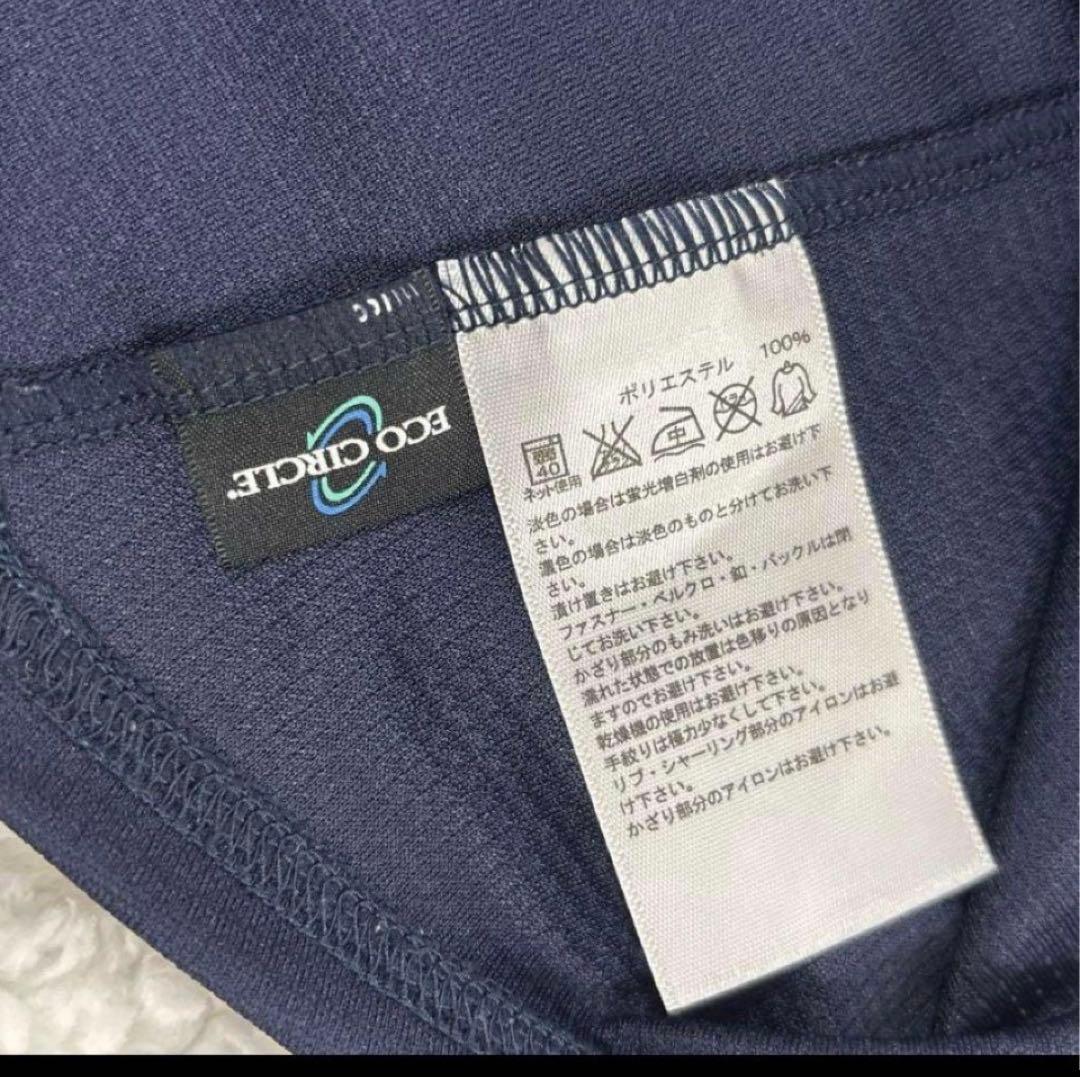 ECO CIRCLE®
ポリエステル 100%
40
中
ネット使用
淡色の場合は蛍光増白剤の使用はお避け下
さい。
濃色の場合は淡色のものと分けてお洗い下
さい。
漬け置きはお避け下さい。
ファスナー・ベルクロ・釦・バックルは閉
じてお洗い下さい。
かざり部分のもみ洗いはお避け下さい。
濡れた状態での放置は色移りの原因となり
ますのでお避け下さい。
乾燥機の使用はお避け下さい。
手絞りは極力少なくして下さい。
リブ・シャーリング部分のアイロンはお避
け下さい。
かざり部分のアイロンはお避け下さい。